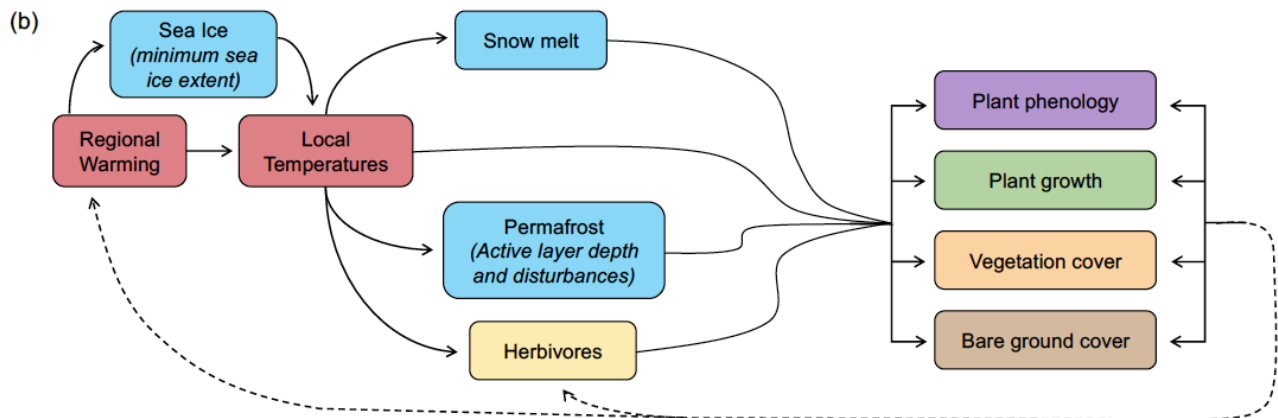 (b)
Sea Ice
(minimum sea
ice extent)
Snow melt
Regional
Warming
Local
Temperatures
Permafrost
(Active layer depth
and disturbances)
Herbivores
Plant phenology
Plant growth
Vegetation cover
Bare ground cover